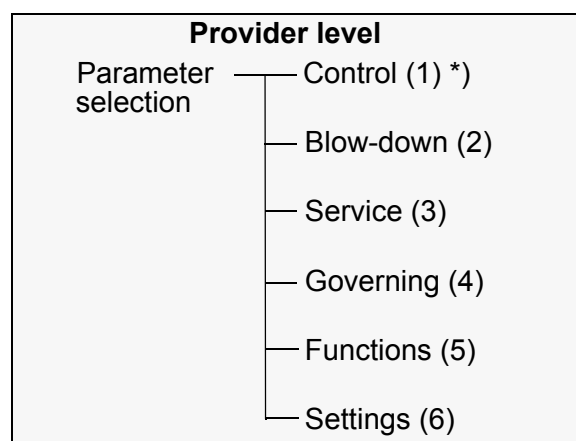 Provider level
Parameter Control (1) *)
selection
Blow-down (2)
Service (3)
Governing (4)
Functions (5)
Settings (6)